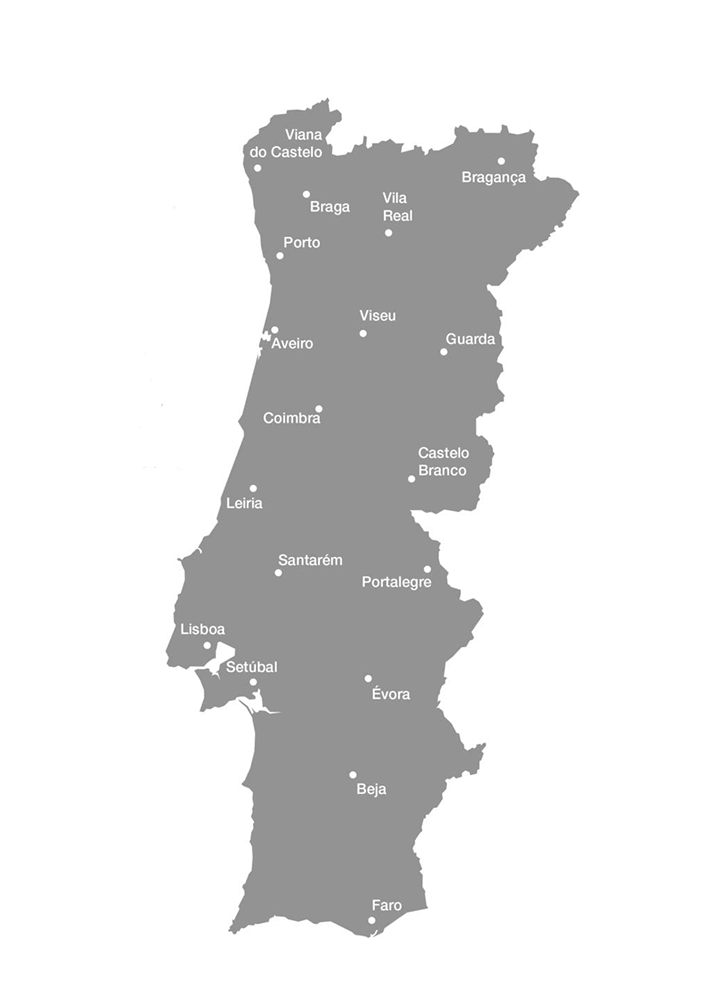 Viana
do Castelo
Bragança
Braga
Vila
Real
Porto
Viseu
Aveiro
Guarda
Coimbra
Castelo
Branco
Leiria
Santarém
Portalegre
Lisboa
Setúbal
Évora
Beja
Faro